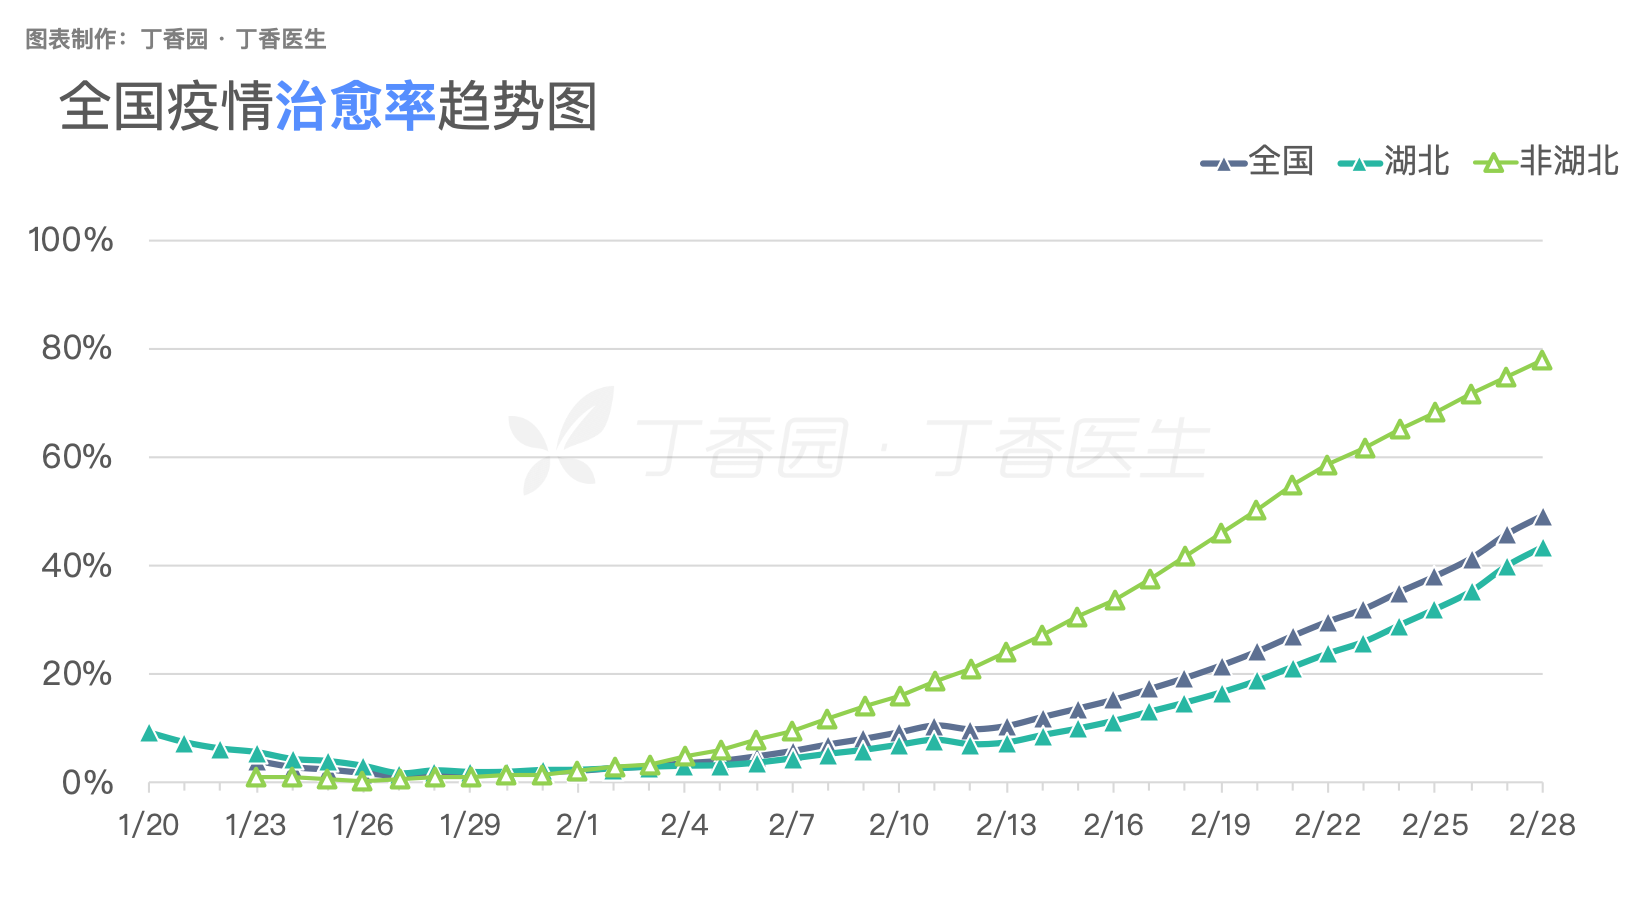 图表制作：丁香园 · 丁香医生
全国疫情治愈率趋势图
全国 湖北 非湖北
100%
80%
丁香园 · 丁香医生
60%
40%
20%
0%
1/20 1/23 1/26 1/29 2/1 2/4 2/7 2/10 2/13 2/16 2/19 2/22 2/25 2/28